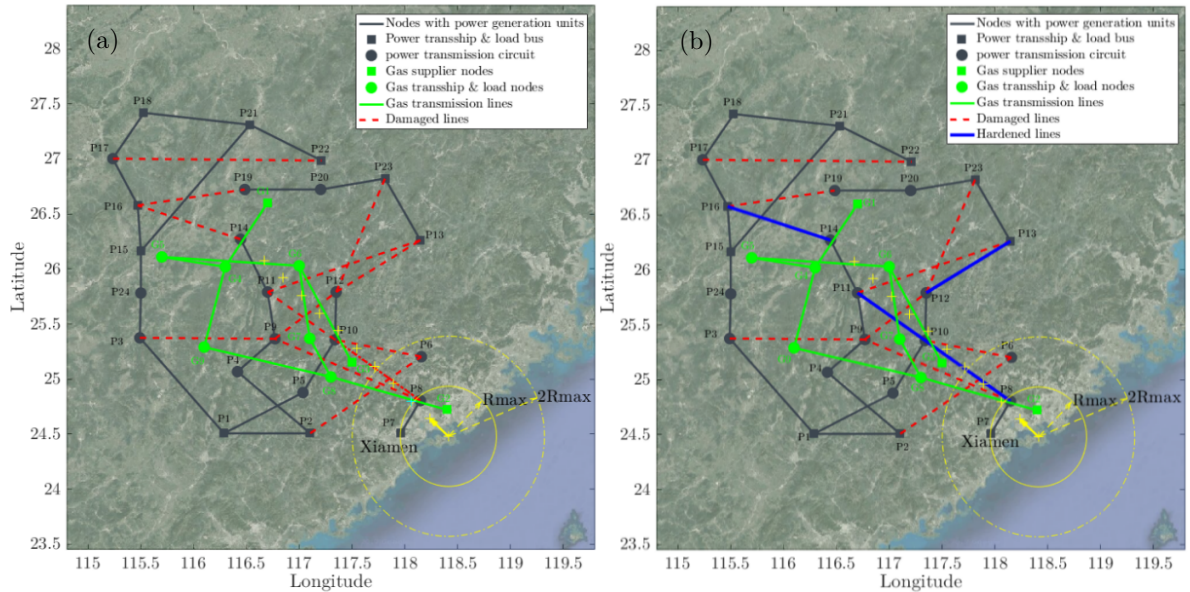 (a)
Nodes with power generation units
Power transship & load bus
power transmission circuit
Gas supplier nodes
Gas transship & load nodes
Gas transmission lines
Damaged lines
28
27.5
27
26.5
26
25.5
25
24.5
24
23.5
Latitude
P18
P21
P17
P22
P23
P19
P20
P16
P14
P13
P15
P24
P11
P12
P3
P9
P10
P6
P4
P5
P8
P1
P2
P7
Rmax
2Rmax
Xiamen
115 115.5 116 116.5 117 117.5 118 118.5 119 119.5
Longitude
(b)
Nodes with power generation units
Power transship & load bus
power transmission circuit
Gas supplier nodes
Gas transship & load nodes
Gas transmission lines
Damaged lines
Hardened lines
28
27.5
27
26.5
26
25.5
25
24.5
24
23.5
Latitude
P18
P21
P17
P22
P23
P19
P20
P16
P14
P13
P15
P24
P11
P12
P3
P9
P10
P6
P4
P5
P8
P1
P2
P7
Rmax
2Rmax
Xiamen
115 115.5 116 116.5 117 117.5 118 118.5 119 119.5
Longitude